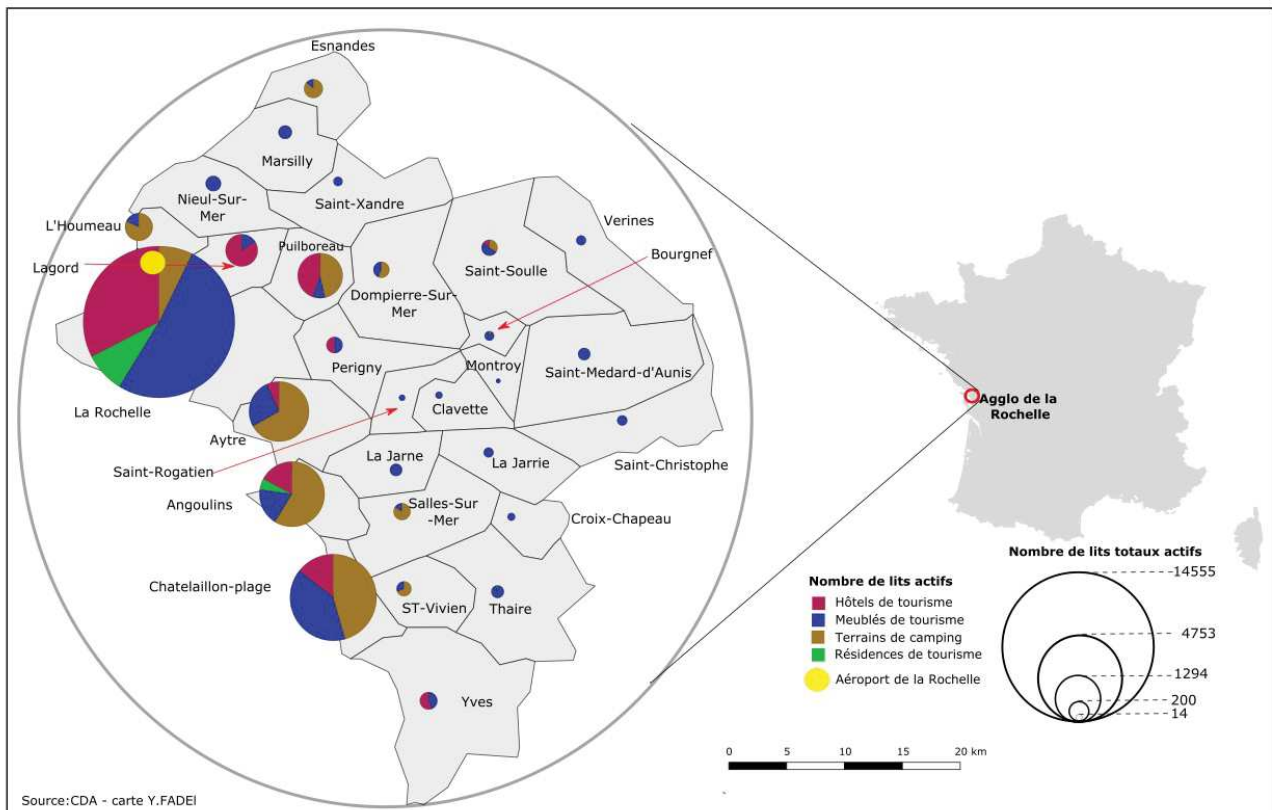 Esnandes
Marsilly
Nieul-Sur-
Mer
Saint-Xandre
L'Houmeau
Verines
Puilboreau
Bourgnef
Lagord
Saint-Soulle
Dompierre-Sur-
Mer
Perigny
Montroy
Saint-Medard-d'Aunis
La Rochelle
Clavette
Agglo de la
Rochelle
Aytre
Saint-Rogatien
La Jarne
La Jarrie
Saint-Christophe
Angoulins
Salles-Sur
-Mer
Croix-Chapeau
Chatelaillon-plage
ST-Vivien
Thaire
Yves
Nombre de lits actifs
Hôtels de tourisme
Meublés de tourisme
Terrains de camping
Résidences de tourisme
Aéroport de la Rochelle
Nombre de lits totaux actifs
14555
4753
1294
200
14
0 5 10 15 20 km
Source:CDA - carte Y.FADEl